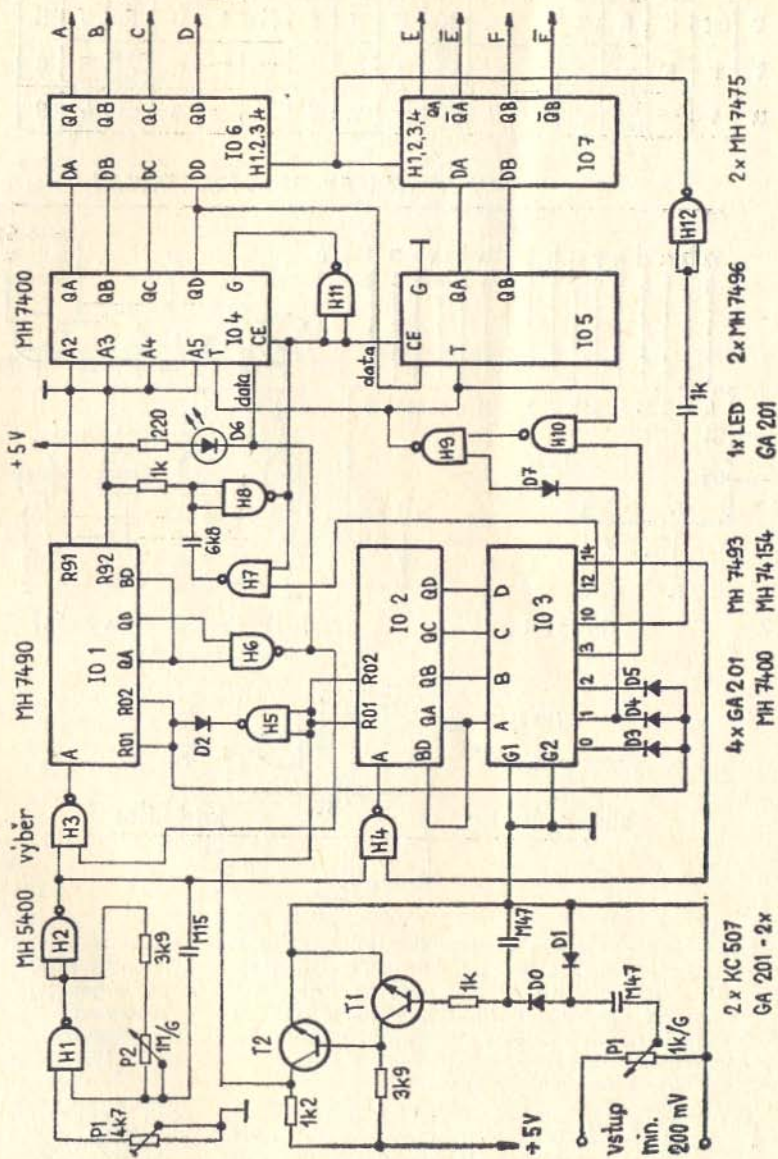 MH 5400 výběr
MH 7490
+5V
MH 7400
H1
H2
H3
P1
4k7
P2
1M/G
3k9
M15
A
IO 1
R01
R02
QA
QD
BD
R91
R92
D2
H5
H6
1k
220
D6
6k8
H7
H8
A2
A3
A4
A5
T
data
CE
IO 4
QA
QB
QC
QD
G
H11
DA
DB
DC
DD
IO 6
H1.2.3.4
QA
QB
QC
QD
A
B
C
D
T2
T1
1k2
3k9
+5V
1k
M47
D0
D1
M47
P1
1k/G
vstup
min.
200 mV
H4
A
BD
IO 2
R01
R02
QA
QB
QC
QD
G1
G2
A
B
C
D
IO 3
0
1
2
3
10
12
14
D3
D4
D5
D7
H9
H10
data
CE
T
IO 5
G
QA
QB
H1,2,3,4
DA
DB
IO 7
QA
Q̅A
QB
Q̅B
E
E̅
F
F̅
1k
H12
2 x KC 507
GA 201 - 2x
4 x GA 201
MH 7400
MH 7493
MH 74 154
1x LED
GA 201
2x MH 7496
2 x MH 7475